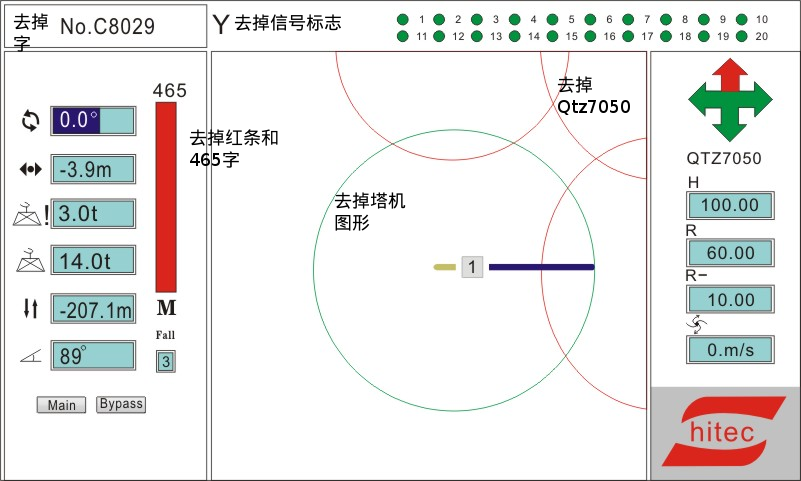 去掉
字
No.C8029
去掉信号标志
1 2 3 4 5 6 7 8 9 10
11 12 13 14 15 16 17 18 19 20
465
0.0°
-3.9m
! 3.0t
14.0t
-207.1m
89°
M
Fall
3
Main Bypass
去掉红条和
465字
去掉塔机
图形
1
去掉
Qtz7050
QTZ7050
H
100.00
R
60.00
R-
10.00
0.m/s
hitec